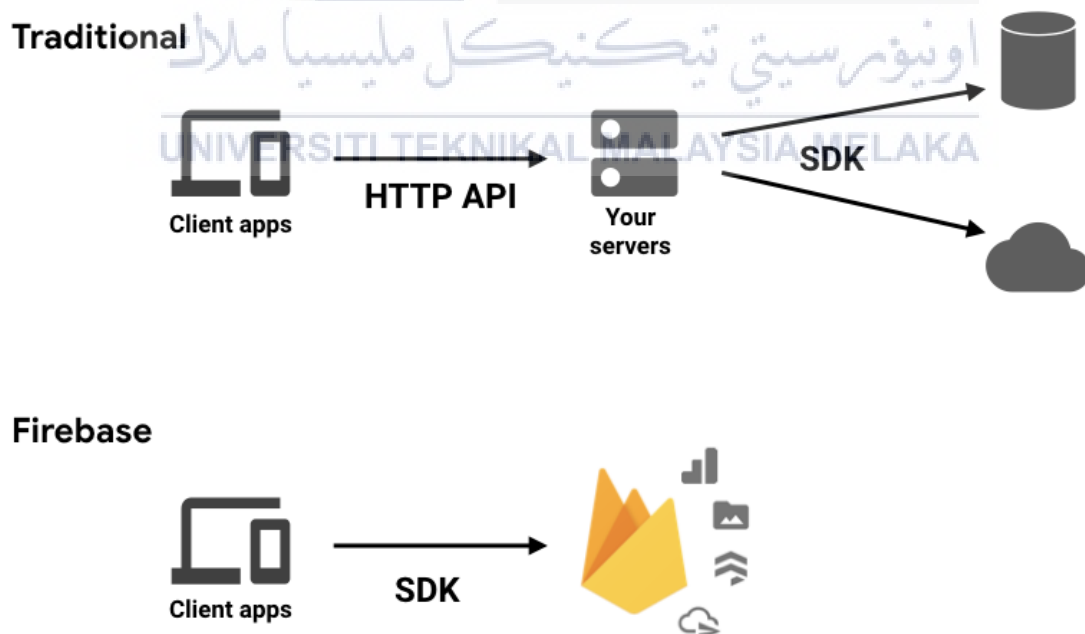 Traditional
اونيۏرسيتي تيكنيكل مليسيا ملاك
UNIVERSITI TEKNIKAL MALAYSIA MELAKA
SDK
HTTP API
Client apps
Your
servers
Firebase
SDK
Client apps